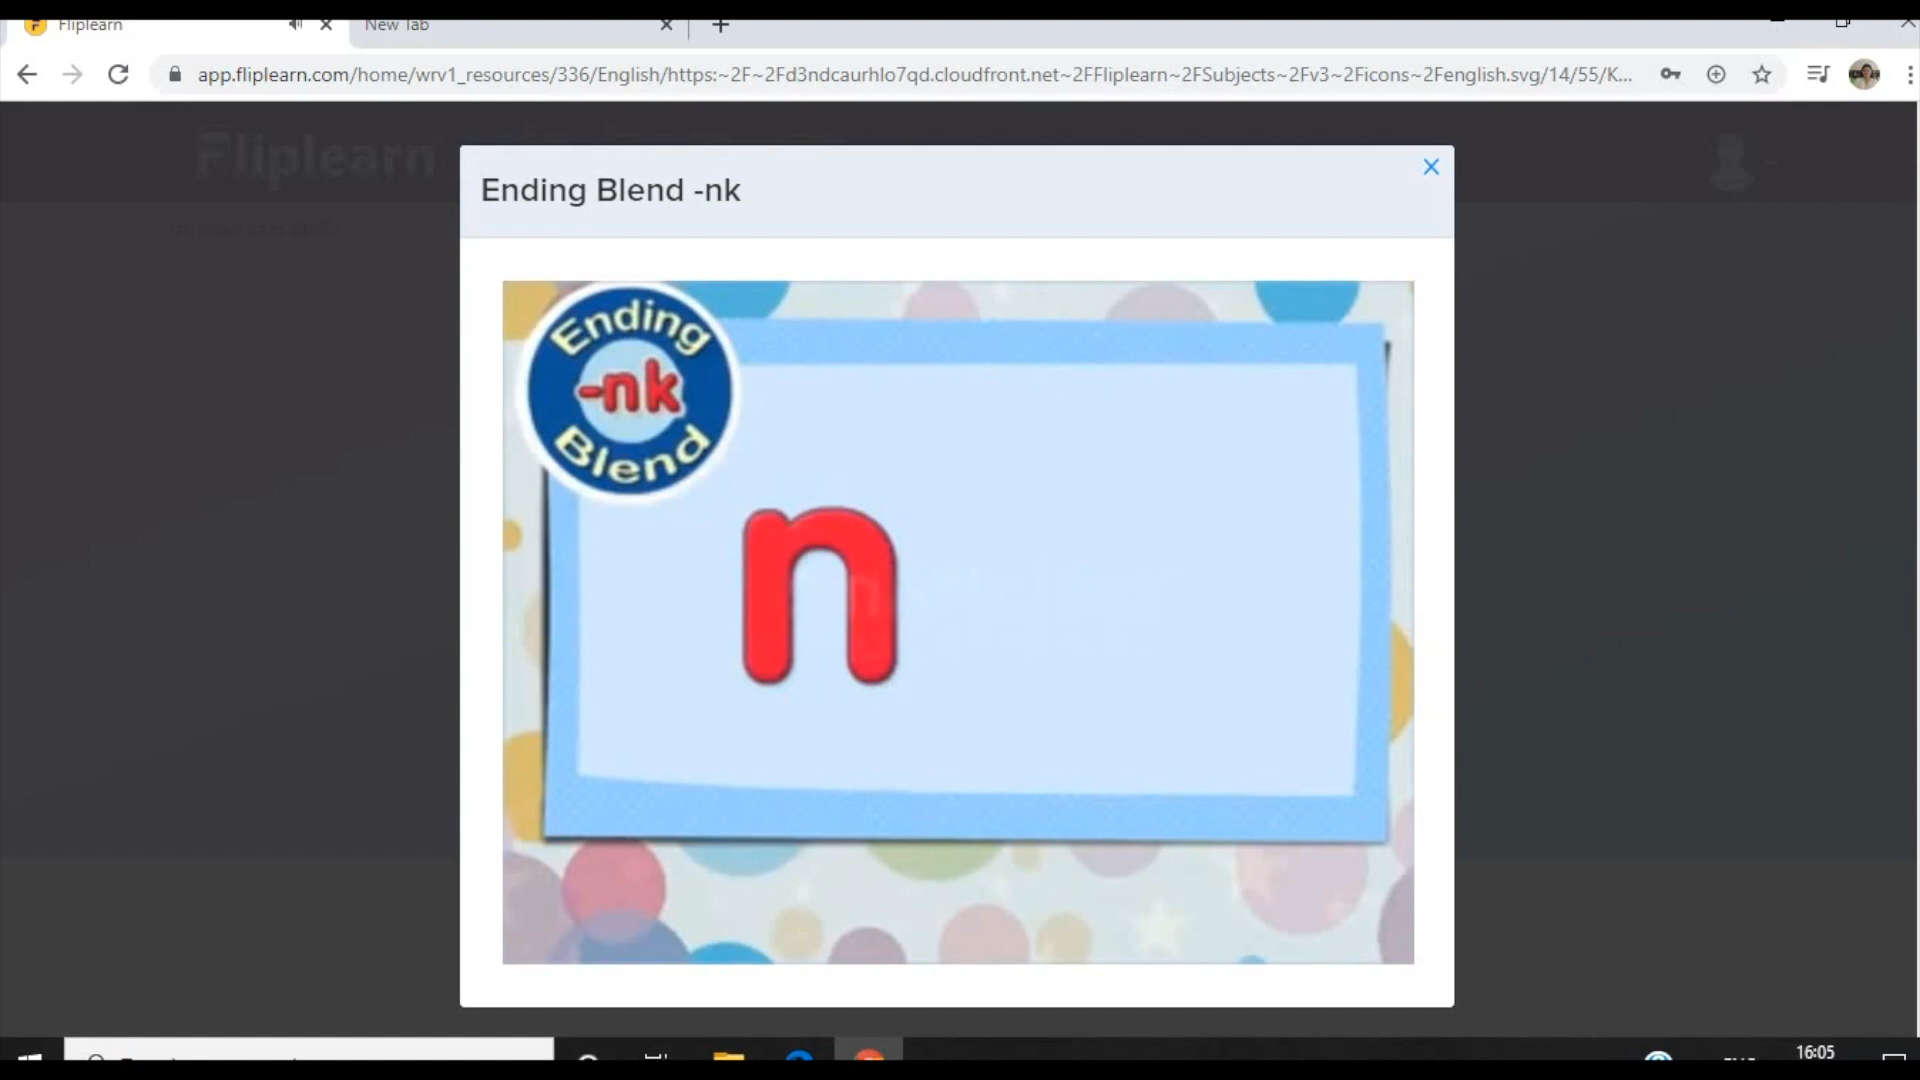 Fliplearn
New Tab
app.fliplearn.com/home/wrv1_resources/336/English/https:~2F~2Fd3ndcaurhlo7qd.cloudfront.net~2FFliplearn~2FSubjects~2Fv3~2Ficons~2Fenglish.svg/14/55/K...
Fliplearn
Ending Blend -nk
Ending
-nk
Blend
n
16:05